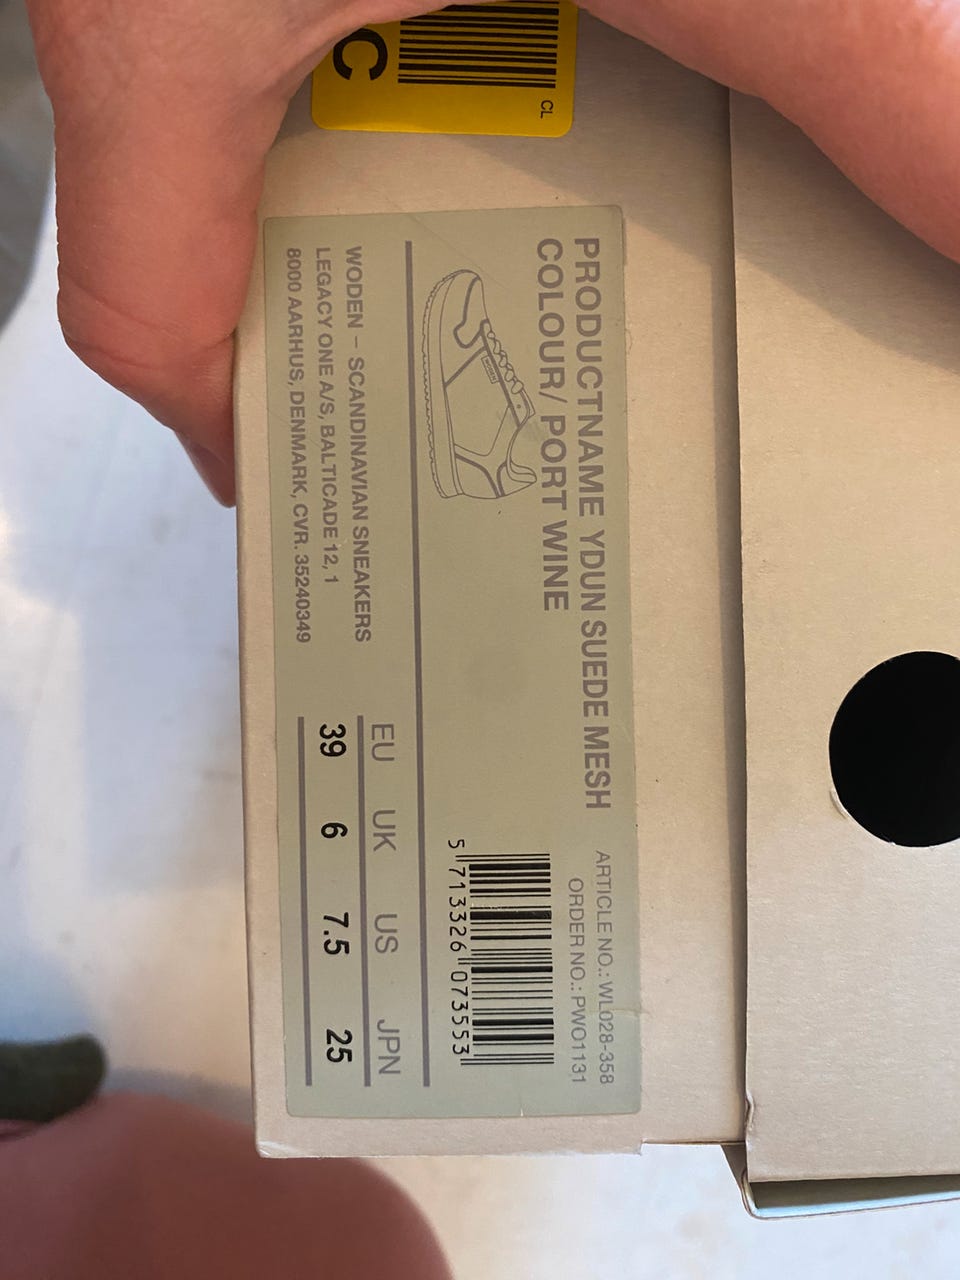 C
CL
PRODUCTNAME YDUN SUEDE MESH
COLOUR/ PORT WINE
ARTICLE NO.: WL028-358
ORDER NO.: PWO1131
WODEN
5 713326 073553
WODEN – SCANDINAVIAN SNEAKERS
LEGACY ONE A/S, BALTICADE 12, 1
8000 AARHUS, DENMARK, CVR. 35240349
EU UK US JPN
39 6 7.5 25